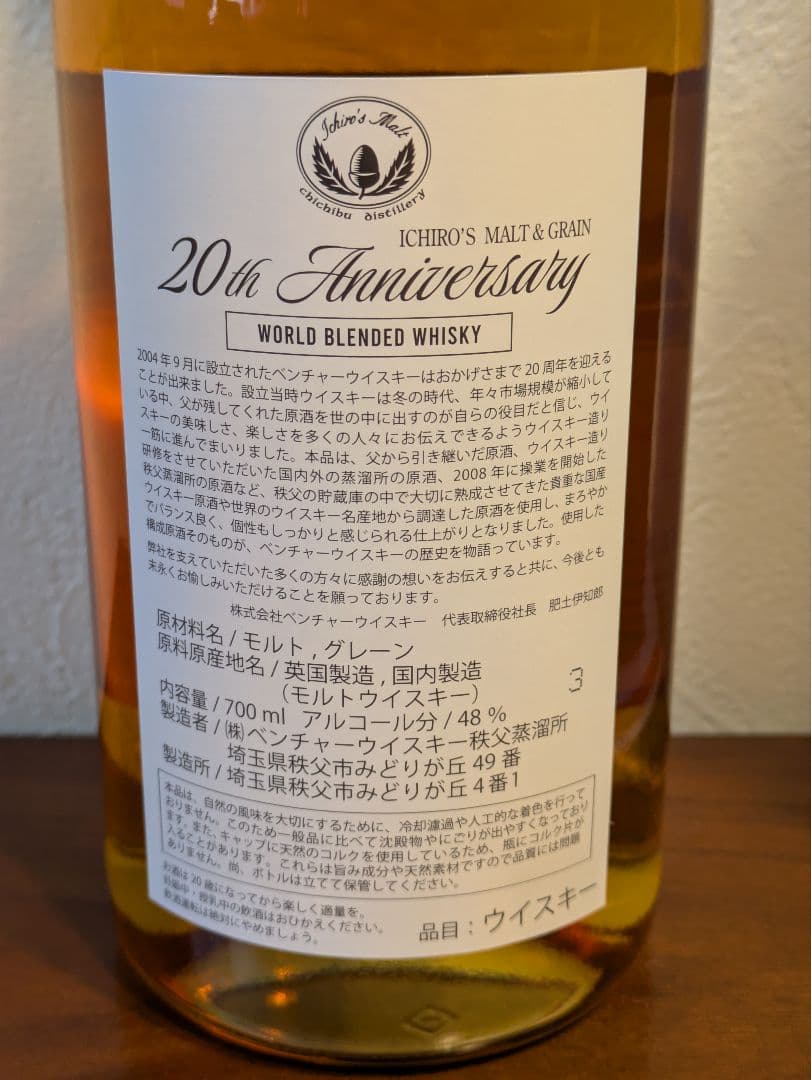 Ichiro's Malt
chichibu distillery
ICHIRO'S MALT & GRAIN
20th Anniversary
WORLD BLENDED WHISKY
2004年9月に設立されたベンチャーウイスキーはおかげさまで20周年を迎える
ことが出来ました。設立当時ウイスキーは冬の時代、年々市場規模が縮小して
いる中、父が残してくれた原酒を世の中に出すのが自らの役目だと信じ、ウイ
スキーの美味しさ、楽しさを多くの人々にお伝えできるようウイスキー造り
一筋に進んでまいりました。本品は、父から引き継いだ原酒、ウイスキー造り
研修をさせていただいた国内外の蒸溜所の原酒、2008年に操業を開始した
秩父蒸溜所の原酒など、秩父の貯蔵庫の中で大切に熟成させてきた貴重な国産
ウイスキー原酒や世界のウイスキー名産地から調達した原酒を使用し、まろやか
でバランス良く、個性もしっかりと感じられる仕上がりとなりました。使用した
構成原酒そのものが、ベンチャーウイスキーの歴史を物語っています。
弊社を支えていただいた多くの方々に感謝の想いをお伝えすると共に、今後とも
末永くお愉しみいただけることを願っております。
株式会社ベンチャーウイスキー 代表取締役社長 肥土伊知郎
原材料名 / モルト , グレーン
原料原産地名 / 英国製造 , 国内製造
(モルトウイスキー)
3
内容量 / 700 ml アルコール分 / 48 %
製造者 / ㈱ベンチャーウイスキー秩父蒸溜所
埼玉県秩父市みどりが丘 49 番
製造所 / 埼玉県秩父市みどりが丘 4 番 1
本品は、自然の風味を大切にするために、冷却濾過や人工的な着色を行って
おりません。このため一般品に比べて沈殿物やにごりが出やすくなっており
ます。また、キャップに天然のコルクを使用しているため、瓶にコルク片が
入ることがあります。これらは旨み成分や天然素材ですので品質には問題
ありません。尚、ボトルは立てて保管してください。
お酒は20歳になってから楽しく適量を。
妊娠中・授乳中の飲酒はおひかえください。
飲酒運転は絶対にやめましょう。
品目：ウイスキー